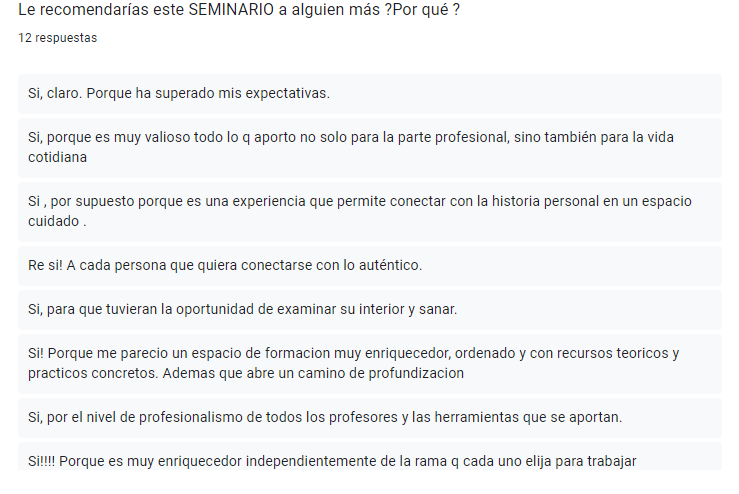 Le recomendarías este SEMINARIO a alguien más ?Por qué ?
12 respuestas
Si, claro. Porque ha superado mis expectativas.
Si, porque es muy valioso todo lo q aporto no solo para la parte profesional, sino también para la vida
cotidiana
Si , por supuesto porque es una experiencia que permite conectar con la historia personal en un espacio
cuidado .
Re si! A cada persona que quiera conectarse con lo auténtico.
Si, para que tuvieran la oportunidad de examinar su interior y sanar.
Si! Porque me parecio un espacio de formacion muy enriquecedor, ordenado y con recursos teoricos y
practicos concretos. Ademas que abre un camino de profundizacion
Si, por el nivel de profesionalismo de todos los profesores y las herramientas que se aportan.
Si!!!! Porque es muy enriquecedor independientemente de la rama q cada uno elija para trabajar